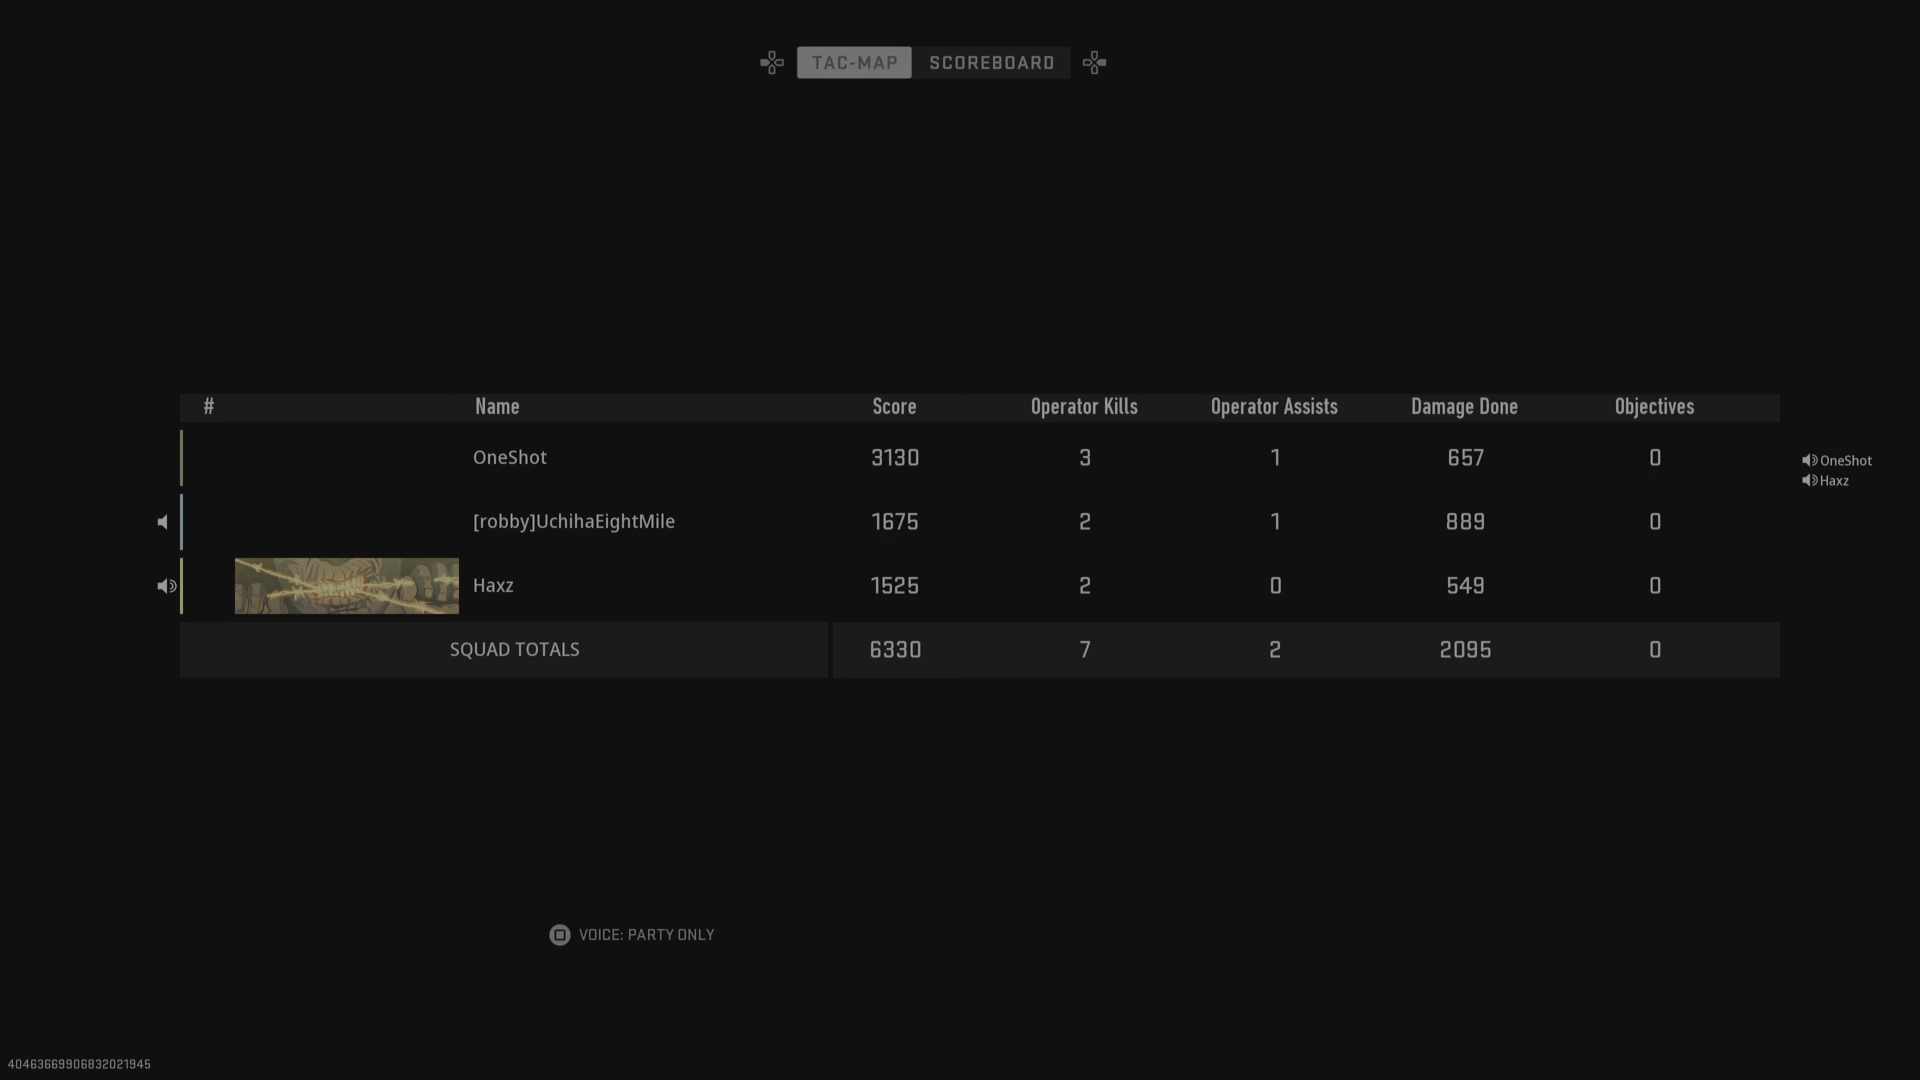 TAC-MAP SCOREBOARD
# Name Score Operator Kills Operator Assists Damage Done Objectives
OneShot 3130 3 1 657 0
[robby]UchihaEightMile 1675 2 1 889 0
Haxz 1525 2 0 549 0
SQUAD TOTALS 6330 7 2 2095 0
OneShot
Haxz
VOICE: PARTY ONLY
40463669906832021945